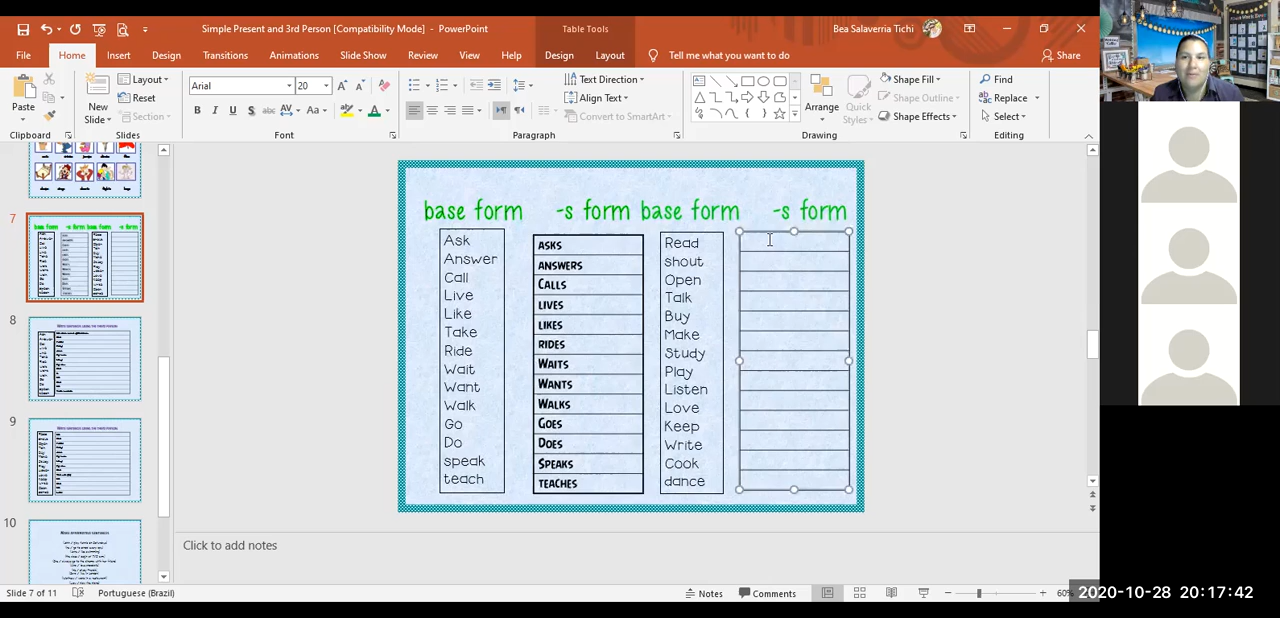 Simple Present and 3rd Person [Compatibility Mode] - PowerPoint
Table Tools
Bea Salaverria Tichi
File Home Insert Design Transitions Animations Slide Show Review View Help Design Layout Tell me what you want to do Share
Paste
Clipboard
New Slide
Layout
Reset
Section
Slides
Arial 20
B I U S abc AV Aa
Font
Text Direction
Align Text
Convert to SmartArt
Paragraph
Arrange
Quick Styles
Shape Fill
Shape Outline
Shape Effects
Drawing
Find
Replace
Select
Editing
7
8
9
10
base form -s form base form -s form
Ask
Answer
Call
Live
Like
Take
Ride
Wait
Want
Walk
Go
Do
speak
teach
ASKS
ANSWERS
CALLS
LIVES
LIKES
RIDES
WAITS
WANTS
WALKS
GOES
DOES
SPEAKS
TEACHES
Read
shout
Open
Talk
Buy
Make
Study
Play
Listen
Love
Keep
Write
Cook
dance
Click to add notes
Slide 7 of 11 Portuguese (Brazil) Notes Comments 60%
2020-10-28 20:17:42